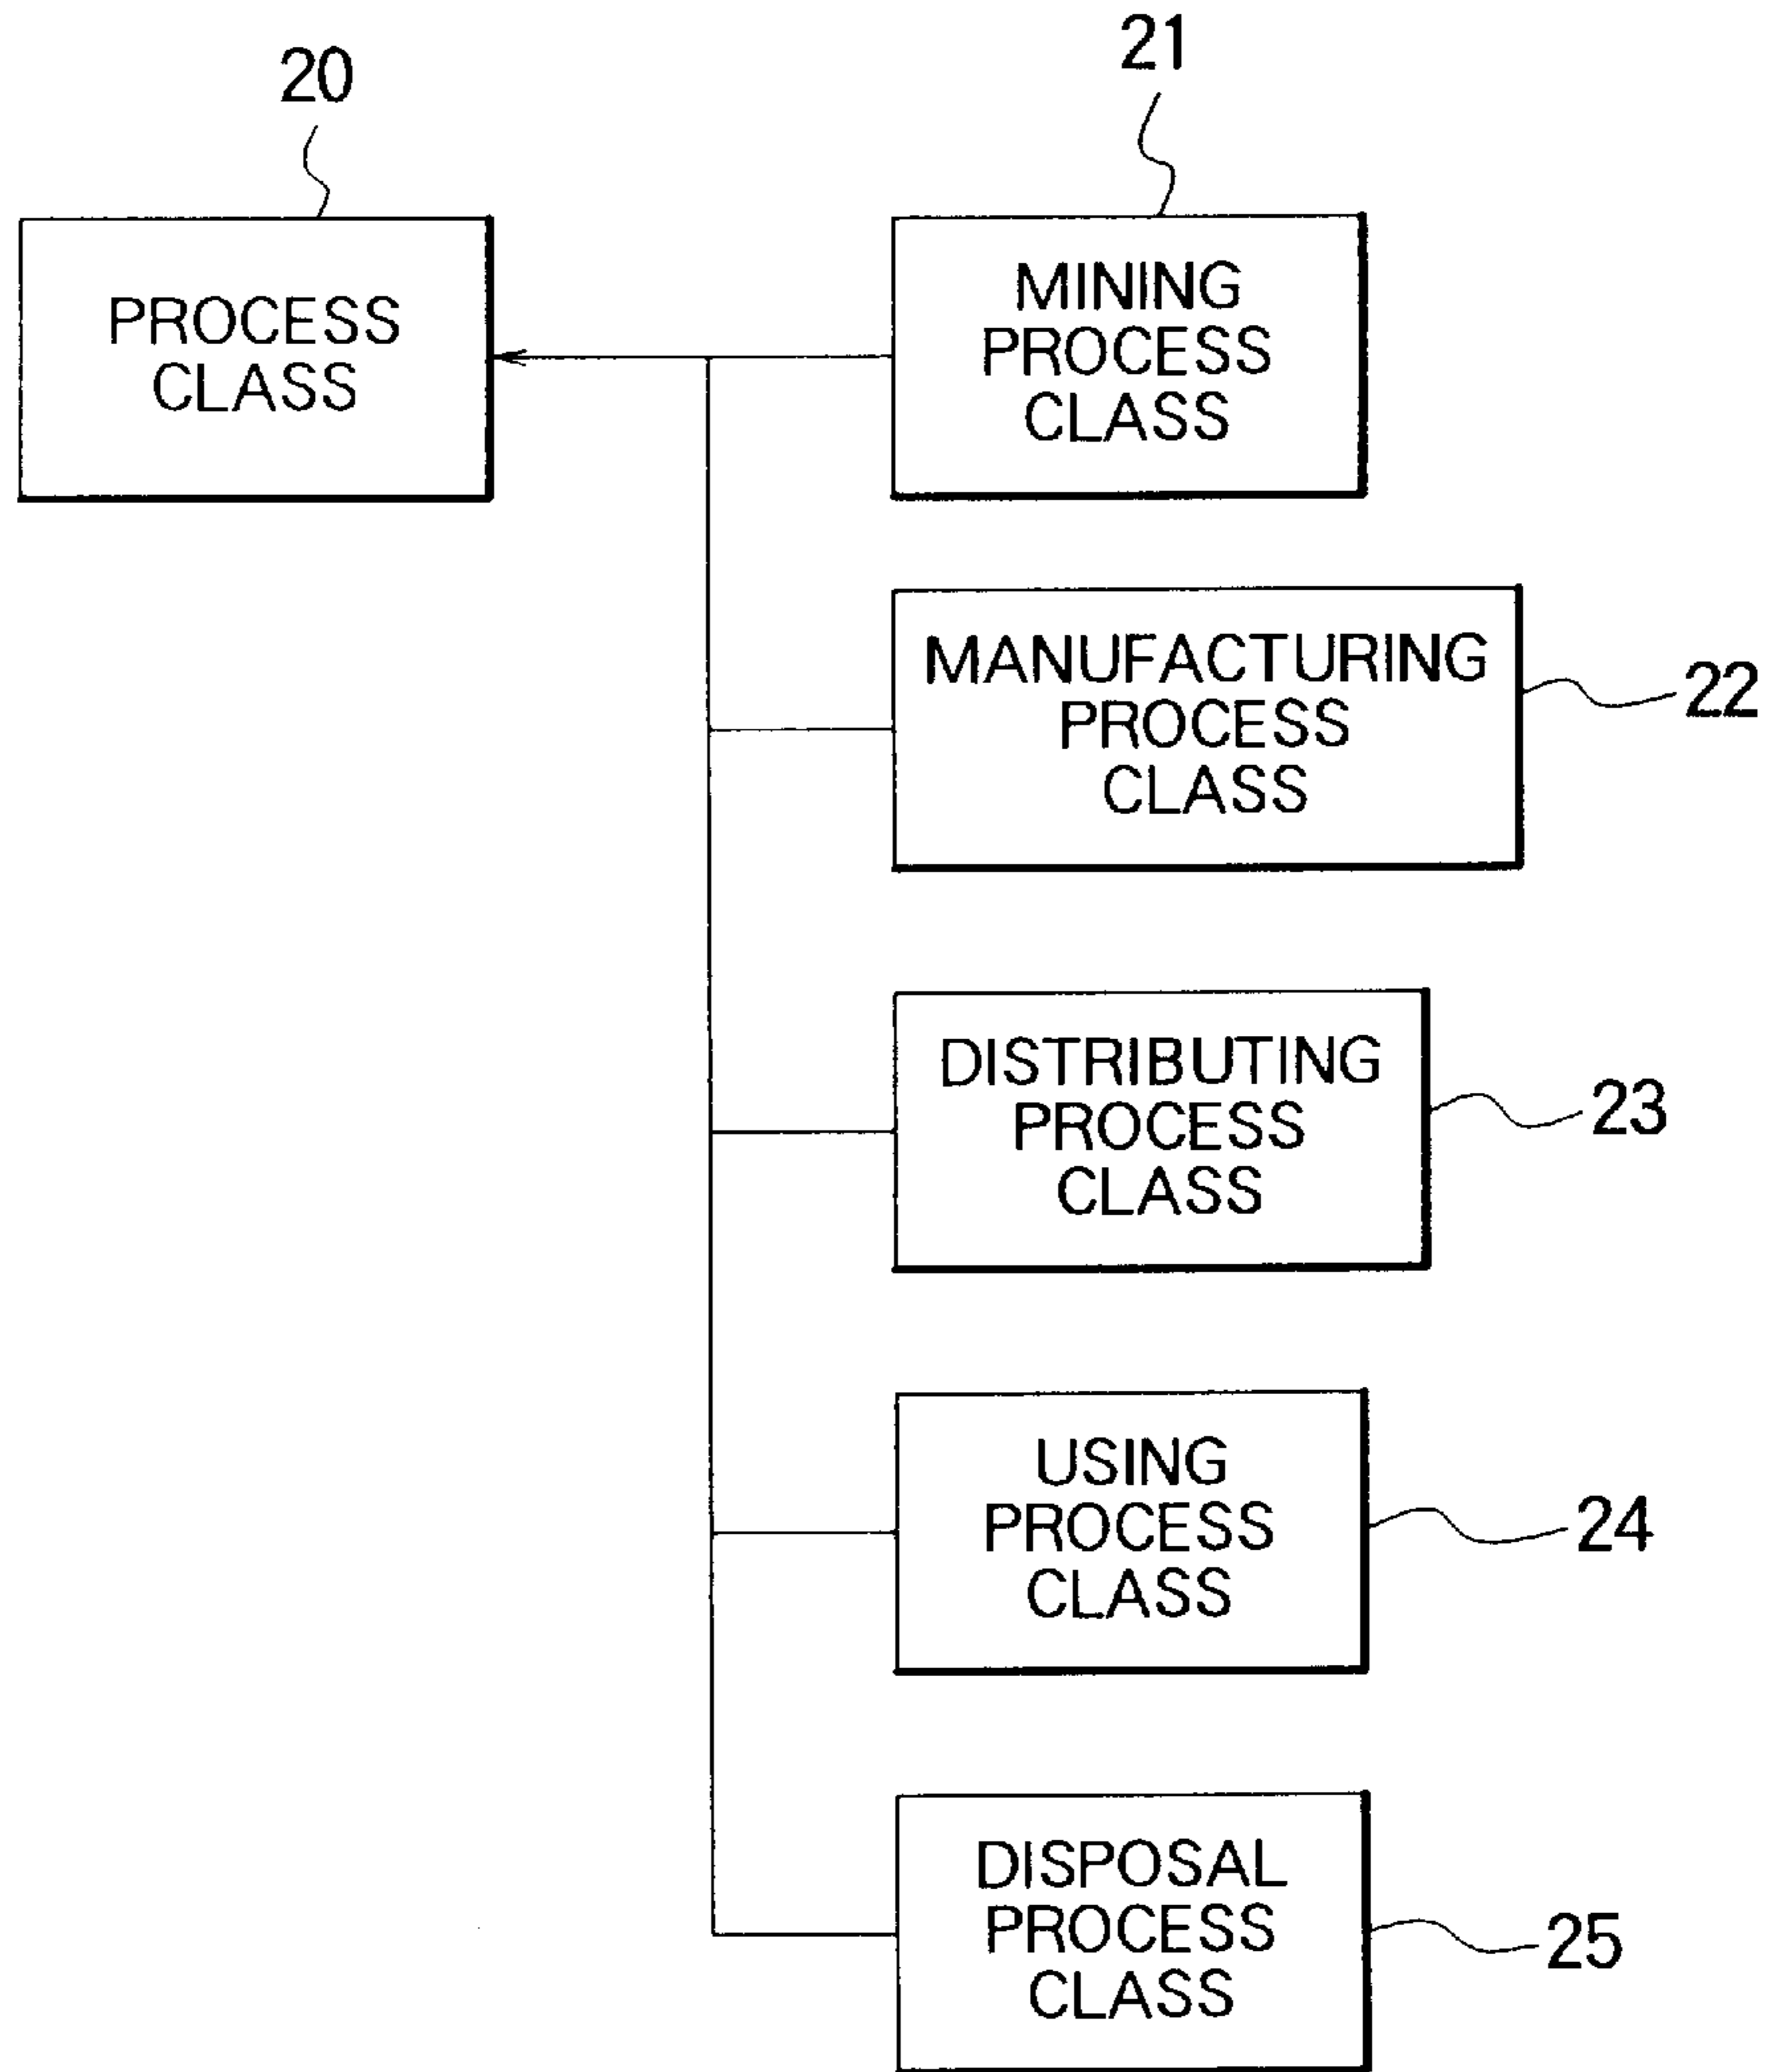 20
PROCESS
CLASS
21
MINING
PROCESS
CLASS
MANUFACTURING
PROCESS
CLASS
22
DISTRIBUTING
PROCESS
CLASS
23
USING
PROCESS
CLASS
24
DISPOSAL
PROCESS
CLASS
25